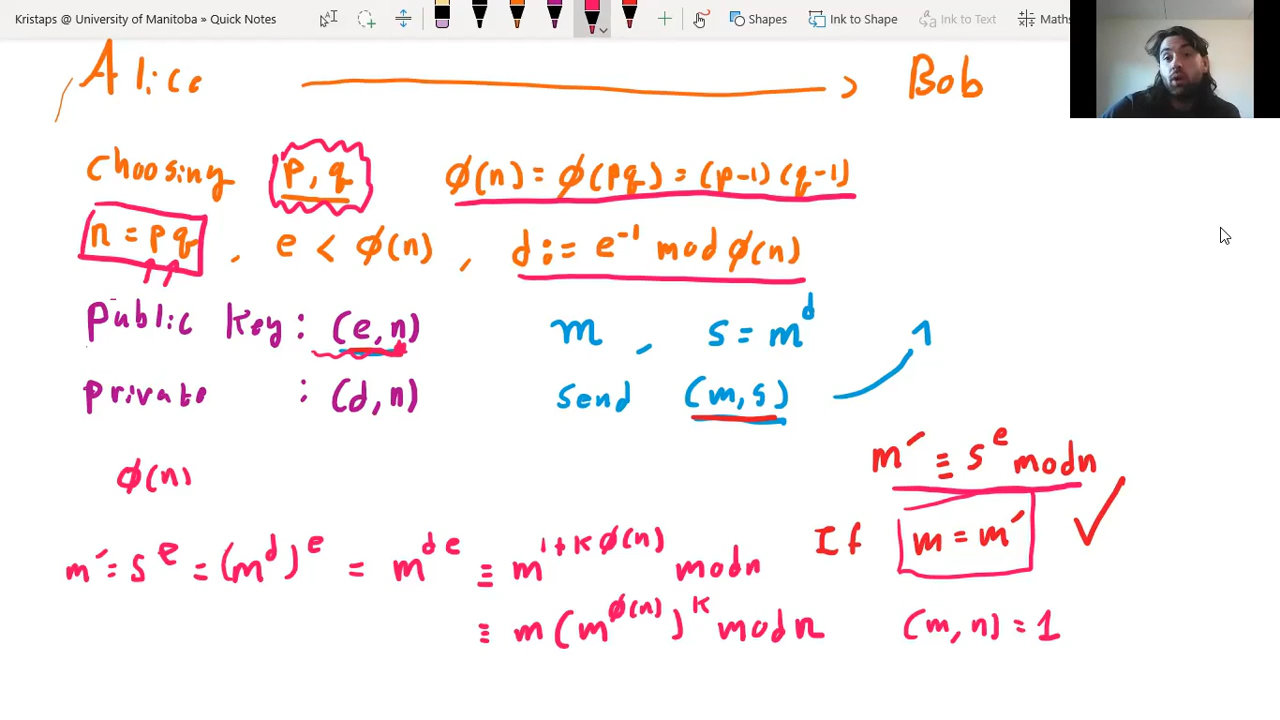 Kristaps @ University of Manitoba » Quick Notes
Shapes
Ink to Shape
Ink to Text
Maths
Alice → Bob
choosing p, q ϕ(n) = ϕ(pq) = (p-1)(q-1)
n = pq , e < ϕ(n) , d := e⁻¹ mod ϕ(n)
public key : (e,n) m , s = m^d
private : (d,n) send (m,s)
ϕ(n)
m′ ≡ s^e mod n
If m = m′ ✓
m′ = s^e = (m^d)^e = m^{de} ≡ m^{1+kϕ(n)} mod n
≡ m(m^{ϕ(n)})^k mod n (m,n) = 1